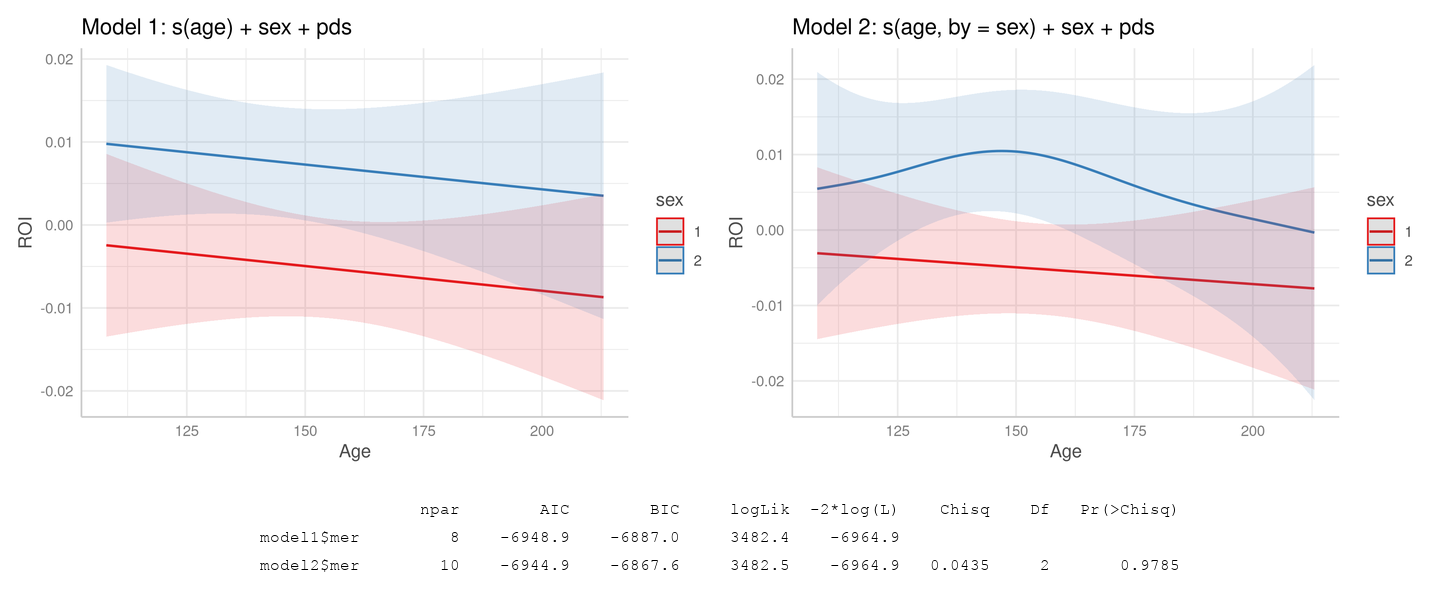 Model 1: s(age) + sex + pds
0.02
0.01
0.00
-0.01
-0.02
ROI
125 150 175 200
Age
sex
1
2
Model 2: s(age, by = sex) + sex + pds
0.02
0.01
0.00
-0.01
-0.02
ROI
125 150 175 200
Age
sex
1
2
npar AIC BIC logLik -2*log(L) Chisq Df Pr(>Chisq)
model1$mer 8 -6948.9 -6887.0 3482.4 -6964.9
model2$mer 10 -6944.9 -6867.6 3482.5 -6964.9 0.0435 2 0.9785